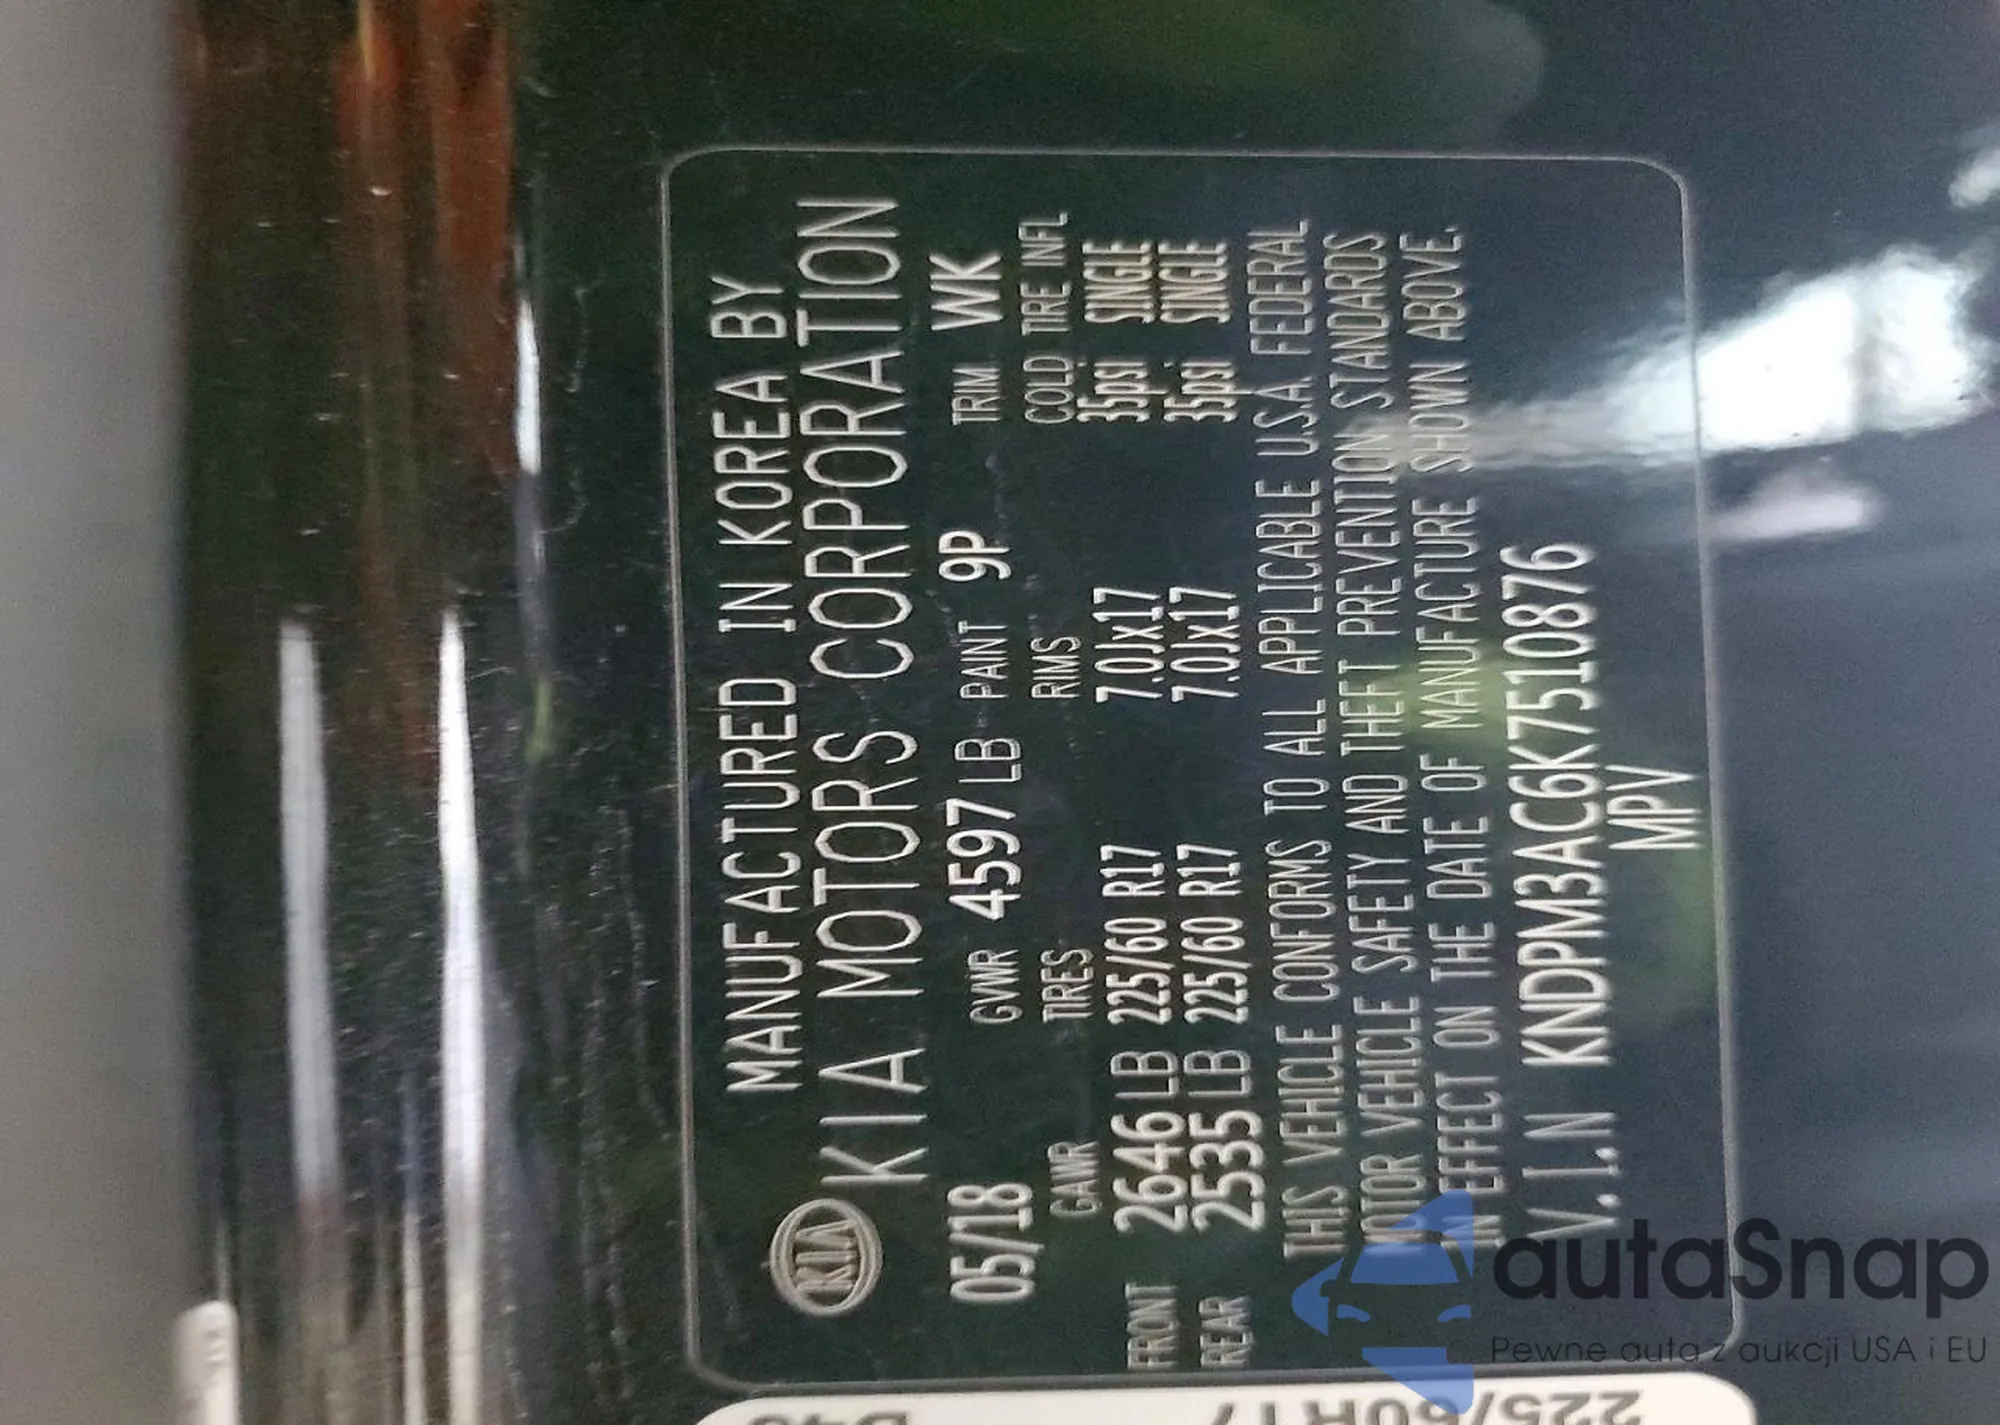 MANUFACTURED IN KOREA BY
KIA KIA MOTORS CORPORATION
05/18 GVWR 4597 LB PAINT 9P TRIM WK
GAWR TIRES RIMS COLD TIRE INFL
FRONT 2646 LB 225/60 R17 7.0Jx17 35psi SINGLE
REAR 2535 LB 225/60 R17 7.0Jx17 35psi SINGLE
THIS VEHICLE CONFORMS TO ALL APPLICABLE U.S.A. FEDERAL
MOTOR VEHICLE SAFETY AND THEFT PREVENTION STANDARDS
IN EFFECT ON THE DATE OF MANUFACTURE SHOWN ABOVE.
V.I.N KNDPM3AC6K7510876
MPV
225/60R17
autaSnap
Pewne auta z aukcji USA i EU